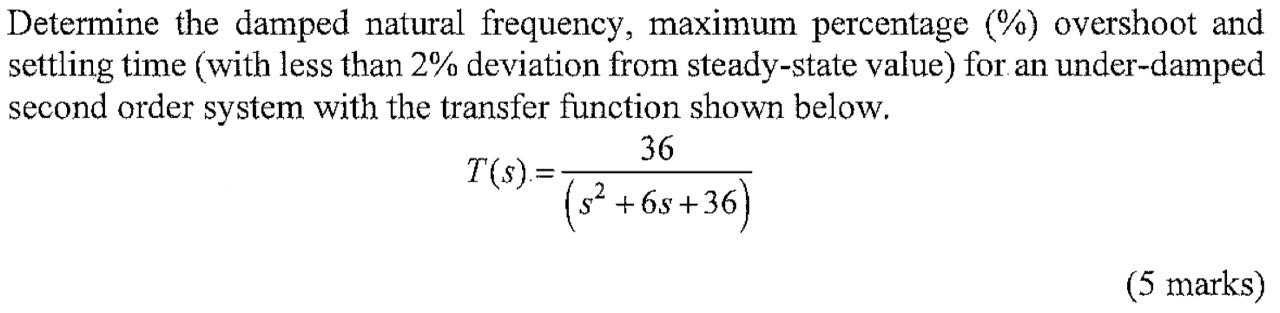 Determine the damped natural frequency, maximum percentage (%) overshoot and
settling time (with less than 2% deviation from steady-state value) for an under-damped
second order system with the transfer function shown below.
36
T(s) =
(s² + 6s + 36)
(5 marks)